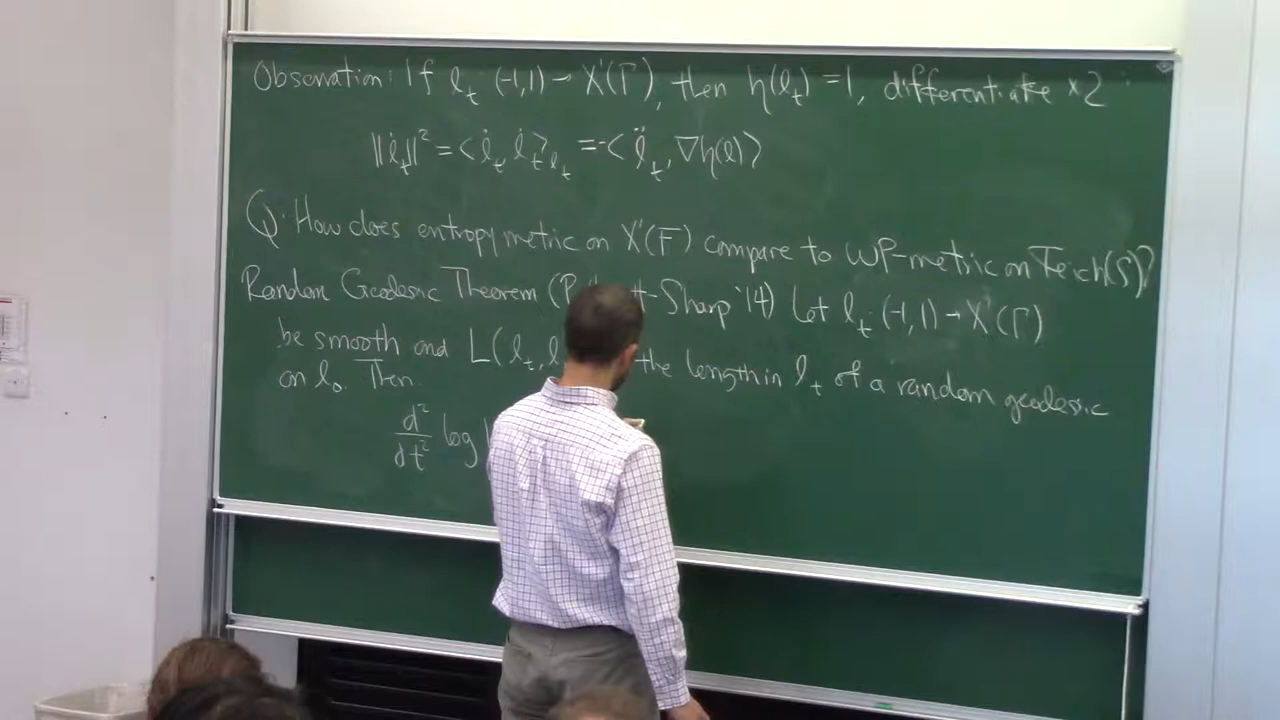 Observation: If ℓ_t : (-1,1) → X'(Γ), then h(ℓ_t) = 1, differentiate ×2 :
‖ℓ̇_t‖² = <ℓ̇_t, ℓ̇_t>_{ℓ_t} = -<ℓ̈_t, ∇h(ℓ)>
Q: How does entropy metric on X'(Γ) compare to WP-metric on Teich(S)?
Random Geodesic Theorem (P t-Sharp '14) Let ℓ_t : (-1,1) → X'(Γ)
be smooth and L(ℓ_t, ℓ the length in ℓ_t of a random geodesic
on ℓ_0. Then
d²/dt² log